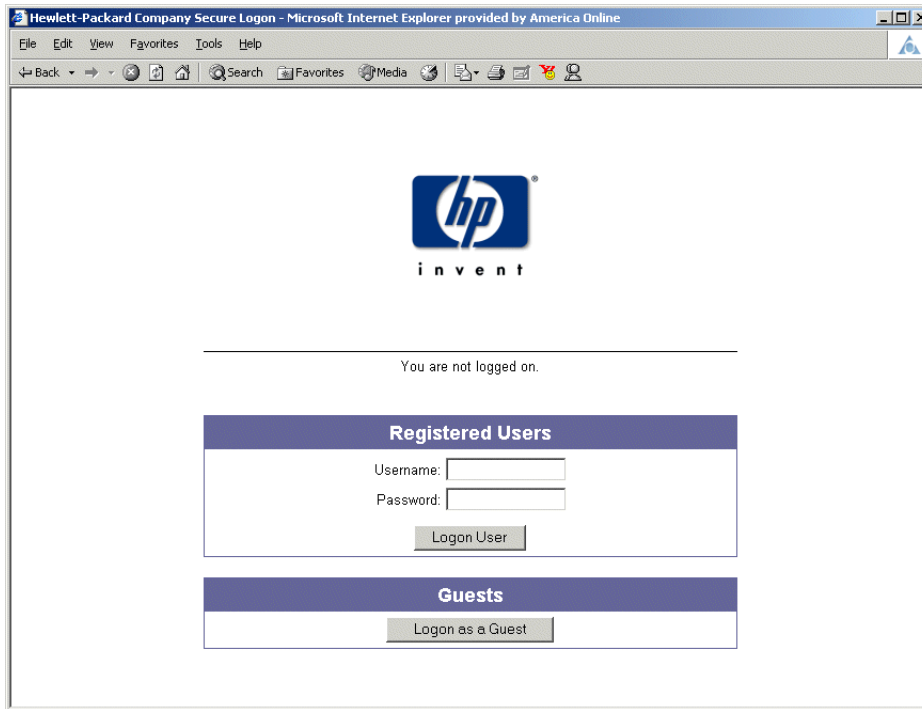 Hewlett-Packard Company Secure Logon - Microsoft Internet Explorer provided by America Online
File Edit View Favorites Tools Help
Back Search Favorites Media
hp
®
invent
You are not logged on.
Registered Users
Username:
Password:
Logon User
Guests
Logon as a Guest